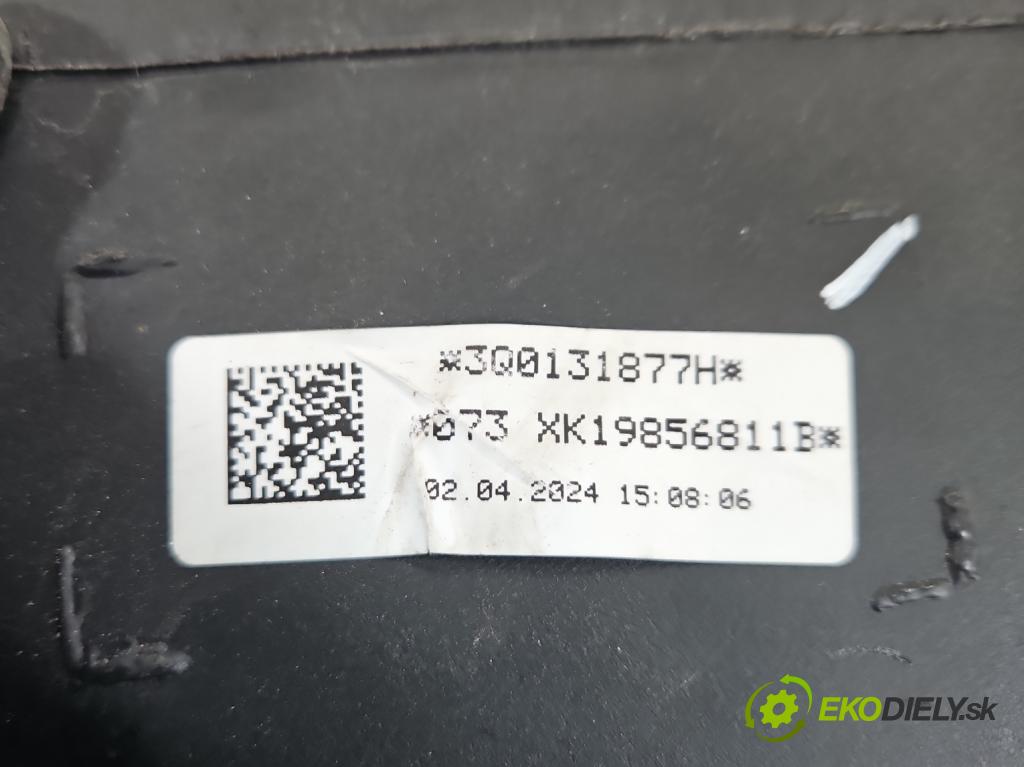 *3Q0131877H*
*073 XK19856811B*
02.04.2024 15:08:06
EKODIELY.sk